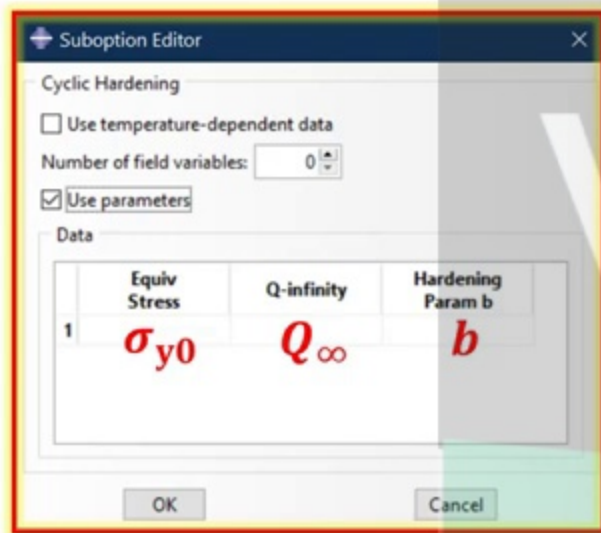 Suboption Editor
Cyclic Hardening
Use temperature-dependent data
Number of field variables: 0
Use parameters
Data
Equiv Stress Q-infinity Hardening Param b
1 σy0 Q∞ b
OK Cancel